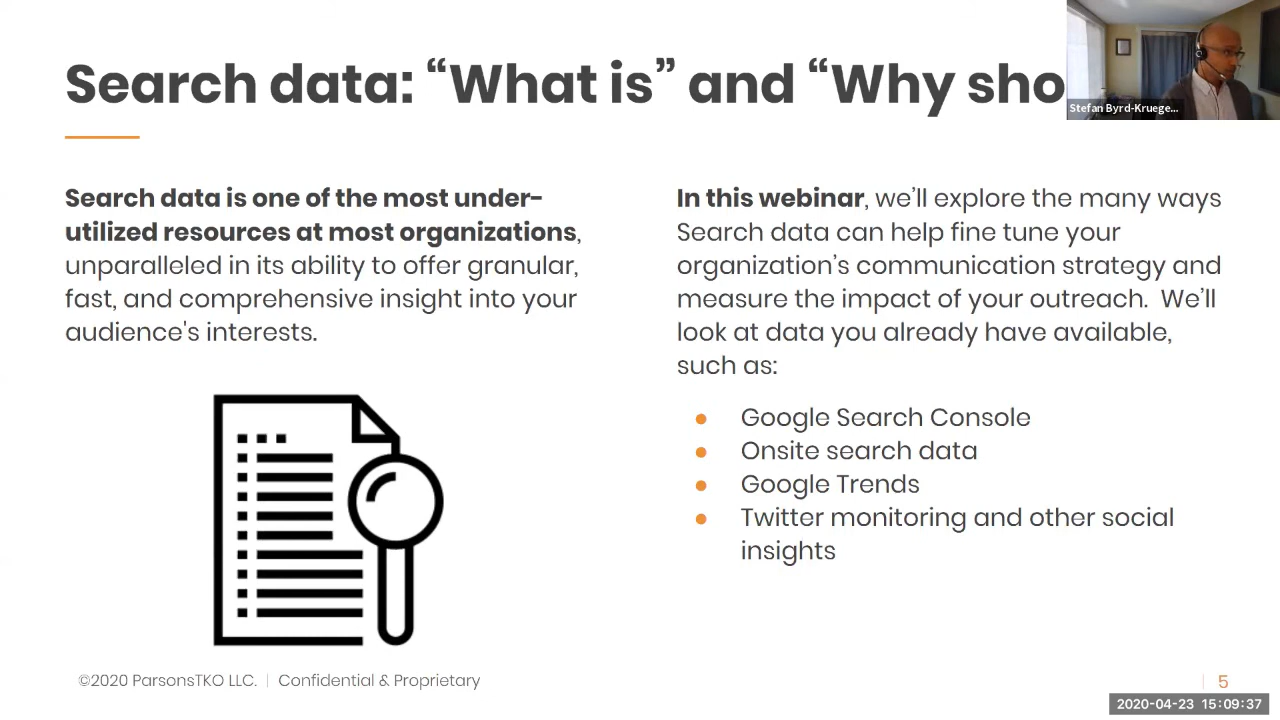 Search data: “What is” and “Why sho
Stefan Byrd-Kruege...
Search data is one of the most under-
utilized resources at most organizations,
unparalleled in its ability to offer granular,
fast, and comprehensive insight into your
audience's interests.
In this webinar, we’ll explore the many ways
Search data can help fine tune your
organization’s communication strategy and
measure the impact of your outreach.  We’ll
look at data you already have available,
such as:
● Google Search Console
● Onsite search data
● Google Trends
● Twitter monitoring and other social
insights
©2020 ParsonsTKO LLC. | Confidential & Proprietary
| 5
2020-04-23 15:09:37